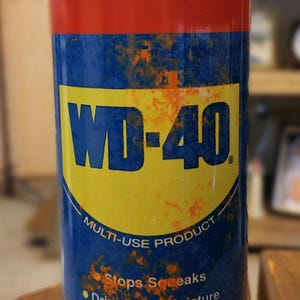 WD-40®
MULTI-USE PRODUCT
Stops Squeaks